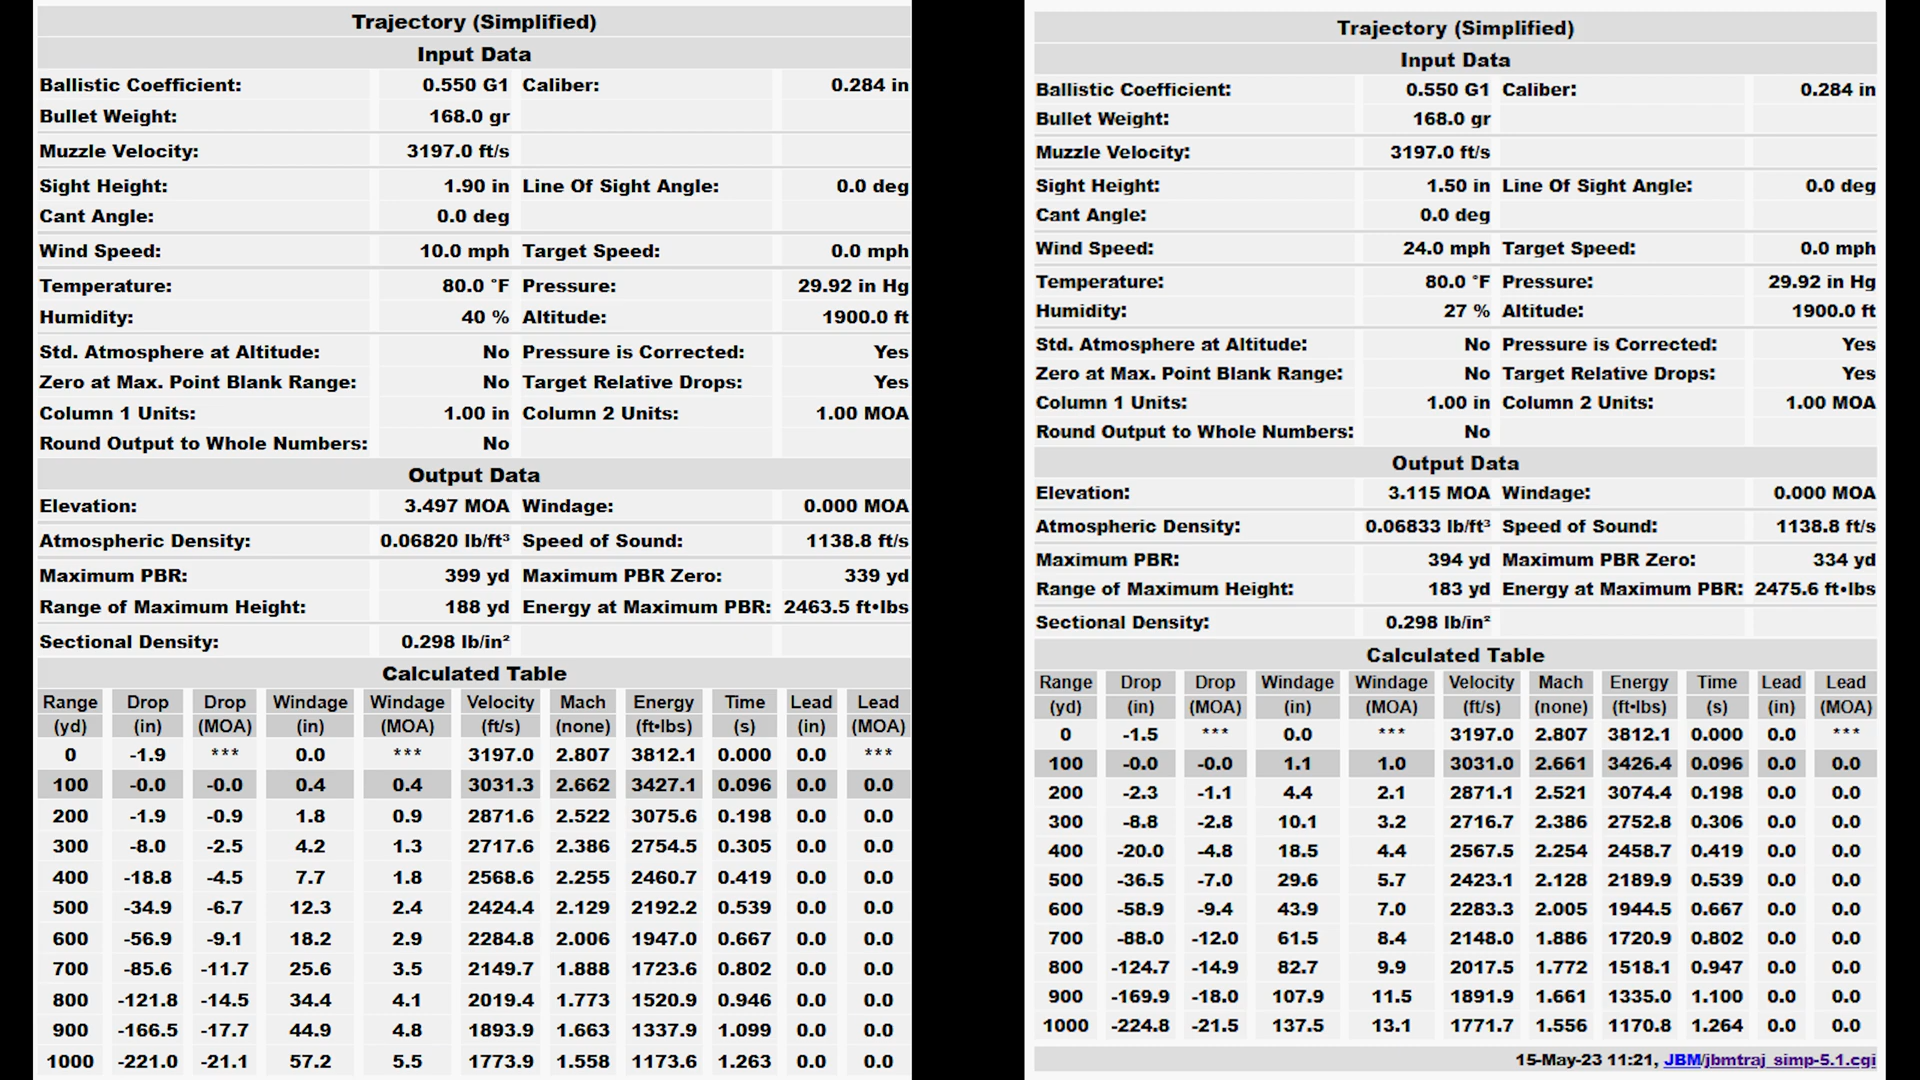 Trajectory (Simplified)
Input Data
Ballistic Coefficient: 0.550 G1 Caliber: 0.284 in
Bullet Weight: 168.0 gr
Muzzle Velocity: 3197.0 ft/s
Sight Height: 1.90 in Line Of Sight Angle: 0.0 deg
Cant Angle: 0.0 deg
Wind Speed: 10.0 mph Target Speed: 0.0 mph
Temperature: 80.0 °F Pressure: 29.92 in Hg
Humidity: 40 % Altitude: 1900.0 ft
Std. Atmosphere at Altitude: No Pressure is Corrected: Yes
Zero at Max. Point Blank Range: No Target Relative Drops: Yes
Column 1 Units: 1.00 in Column 2 Units: 1.00 MOA
Round Output to Whole Numbers: No
Output Data
Elevation: 3.497 MOA Windage: 0.000 MOA
Atmospheric Density: 0.06820 lb/ft³ Speed of Sound: 1138.8 ft/s
Maximum PBR: 399 yd Maximum PBR Zero: 339 yd
Range of Maximum Height: 188 yd Energy at Maximum PBR: 2463.5 ft•lbs
Sectional Density: 0.298 lb/in²
Calculated Table
Range Drop Drop Windage Windage Velocity Mach Energy Time Lead Lead
(yd) (in) (MOA) (in) (MOA) (ft/s) (none) (ft•lbs) (s) (in) (MOA)
0 -1.9 *** 0.0 *** 3197.0 2.807 3812.1 0.000 0.0 ***
100 -0.0 -0.0 0.4 0.4 3031.3 2.662 3427.1 0.096 0.0 0.0
200 -1.9 -0.9 1.8 0.9 2871.6 2.522 3075.6 0.198 0.0 0.0
300 -8.0 -2.5 4.2 1.3 2717.6 2.386 2754.5 0.305 0.0 0.0
400 -18.8 -4.5 7.7 1.8 2568.6 2.255 2460.7 0.419 0.0 0.0
500 -34.9 -6.7 12.3 2.4 2424.4 2.129 2192.2 0.539 0.0 0.0
600 -56.9 -9.1 18.2 2.9 2284.8 2.006 1947.0 0.667 0.0 0.0
700 -85.6 -11.7 25.6 3.5 2149.7 1.888 1723.6 0.802 0.0 0.0
800 -121.8 -14.5 34.4 4.1 2019.4 1.773 1520.9 0.946 0.0 0.0
900 -166.5 -17.7 44.9 4.8 1893.9 1.663 1337.9 1.099 0.0 0.0
1000 -221.0 -21.1 57.2 5.5 1773.9 1.558 1173.6 1.263 0.0 0.0
Trajectory (Simplified)
Input Data
Ballistic Coefficient: 0.550 G1 Caliber: 0.284 in
Bullet Weight: 168.0 gr
Muzzle Velocity: 3197.0 ft/s
Sight Height: 1.50 in Line Of Sight Angle: 0.0 deg
Cant Angle: 0.0 deg
Wind Speed: 24.0 mph Target Speed: 0.0 mph
Temperature: 80.0 °F Pressure: 29.92 in Hg
Humidity: 27 % Altitude: 1900.0 ft
Std. Atmosphere at Altitude: No Pressure is Corrected: Yes
Zero at Max. Point Blank Range: No Target Relative Drops: Yes
Column 1 Units: 1.00 in Column 2 Units: 1.00 MOA
Round Output to Whole Numbers: No
Output Data
Elevation: 3.115 MOA Windage: 0.000 MOA
Atmospheric Density: 0.06833 lb/ft³ Speed of Sound: 1138.8 ft/s
Maximum PBR: 394 yd Maximum PBR Zero: 334 yd
Range of Maximum Height: 183 yd Energy at Maximum PBR: 2475.6 ft•lbs
Sectional Density: 0.298 lb/in²
Calculated Table
Range Drop Drop Windage Windage Velocity Mach Energy Time Lead Lead
(yd) (in) (MOA) (in) (MOA) (ft/s) (none) (ft•lbs) (s) (in) (MOA)
0 -1.5 *** 0.0 *** 3197.0 2.807 3812.1 0.000 0.0 ***
100 -0.0 -0.0 1.1 1.0 3031.0 2.661 3426.4 0.096 0.0 0.0
200 -2.3 -1.1 4.4 2.1 2871.1 2.521 3074.4 0.198 0.0 0.0
300 -8.8 -2.8 10.1 3.2 2716.7 2.386 2752.8 0.306 0.0 0.0
400 -20.0 -4.8 18.5 4.4 2567.5 2.254 2458.7 0.419 0.0 0.0
500 -36.5 -7.0 29.6 5.7 2423.1 2.128 2189.9 0.539 0.0 0.0
600 -58.9 -9.4 43.9 7.0 2283.3 2.005 1944.5 0.667 0.0 0.0
700 -88.0 -12.0 61.5 8.4 2148.0 1.886 1720.9 0.802 0.0 0.0
800 -124.7 -14.9 82.7 9.9 2017.5 1.772 1518.1 0.947 0.0 0.0
900 -169.9 -18.0 107.9 11.5 1891.9 1.661 1335.0 1.100 0.0 0.0
1000 -224.8 -21.5 137.5 13.1 1771.7 1.556 1170.8 1.264 0.0 0.0
15-May-23 11:21, JBM/jbmtraj_simp-5.1.cgi